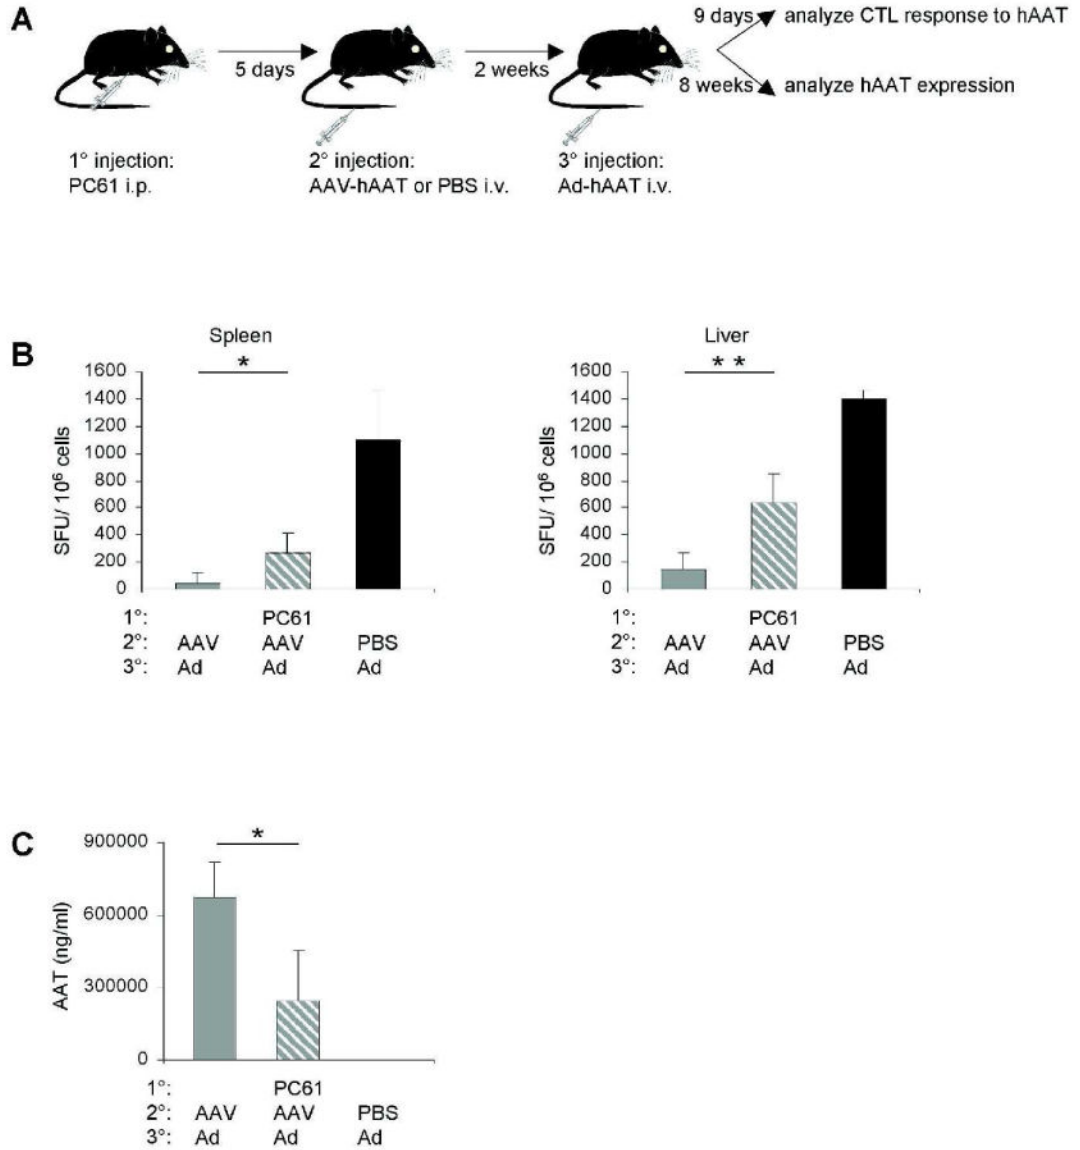 A
9 days
analyze CTL response to hAAT
5 days
2 weeks
8 weeks
analyze hAAT expression
1° injection:
PC61 i.p.
2° injection:
AAV-hAAT or PBS i.v.
3° injection:
Ad-hAAT i.v.
B
Spleen
*
SFU/ 10⁶ cells
1600
1400
1200
1000
800
600
400
200
0
1°: PC61
2°: AAV AAV PBS
3°: Ad Ad Ad
Liver
* *
SFU/ 10⁶ cells
1600
1400
1200
1000
800
600
400
200
0
1°: PC61
2°: AAV AAV PBS
3°: Ad Ad Ad
C
*
AAT (ng/ml)
900000
600000
300000
0
1°: PC61
2°: AAV AAV PBS
3°: Ad Ad Ad